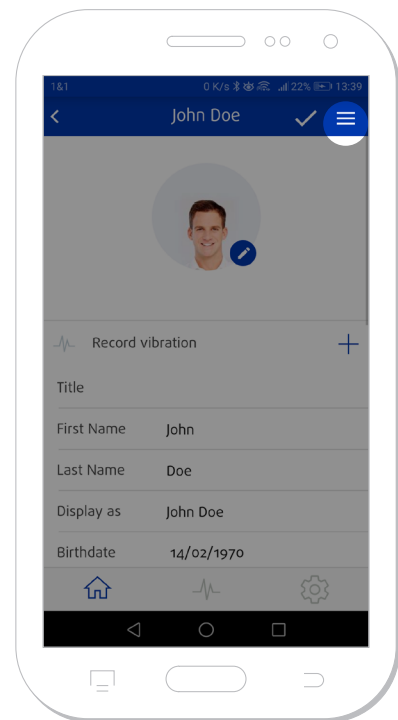 1&1 0 K/s 22% 13:39
John Doe
Record vibration
Title
First Name John
Last Name Doe
Display as John Doe
Birthdate 14/02/1970